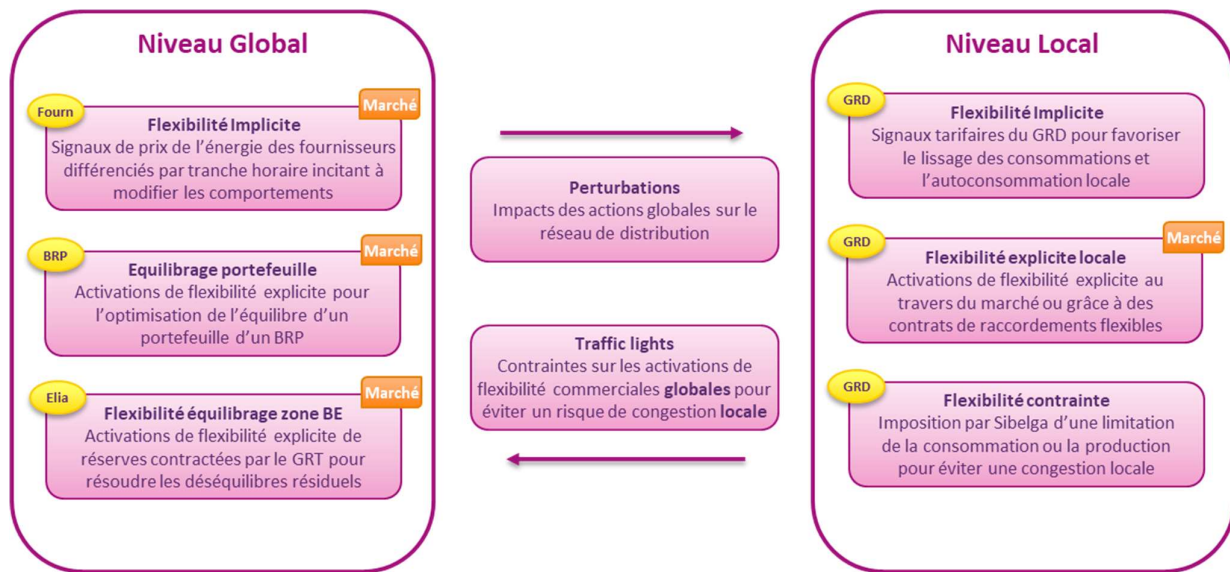 Niveau Global
Fourn
Marché
Flexibilité Implicite
Signaux de prix de l'énergie des fournisseurs
différenciés par tranche horaire incitant à
modifier les comportements
BRP
Marché
Equilibrage portefeuille
Activations de flexibilité explicite pour
l'optimisation de l'équilibre d'un
portefeuille d'un BRP
Elia
Marché
Flexibilité équilibrage zone BE
Activations de flexibilité explicite de
réserves contractées par le GRT pour
résoudre les déséquilibres résiduels
Perturbations
Impacts des actions globales sur le
réseau de distribution
Traffic lights
Contraintes sur les activations de
flexibilité commerciales globales pour
éviter un risque de congestion locale
Niveau Local
GRD
Flexibilité Implicite
Signaux tarifaires du GRD pour favoriser
le lissage des consommations et
l'autoconsommation locale
GRD
Marché
Flexibilité explicite locale
Activations de flexibilité explicite au
travers du marché ou grâce à des
contrats de raccordements flexibles
GRD
Flexibilité contrainte
Imposition par Sibelga d'une limitation
de la consommation ou la production
pour éviter une congestion locale